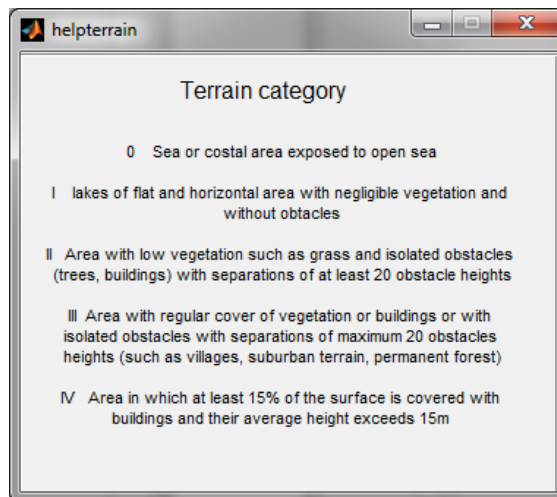 helpterrain
Terrain category
0 Sea or costal area exposed to open sea
I lakes of flat and horizontal area with negligible vegetation and
without obtacles
II Area with low vegetation such as grass and isolated obstacles
(trees, buildings) with separations of at least 20 obstacle heights
III Area with regular cover of vegetation or buildings or with
isolated obstacles with separations of maximum 20 obstacles
heights (such as villages, suburban terrain, permanent forest)
IV Area in which at least 15% of the surface is covered with
buildings and their average height exceeds 15m